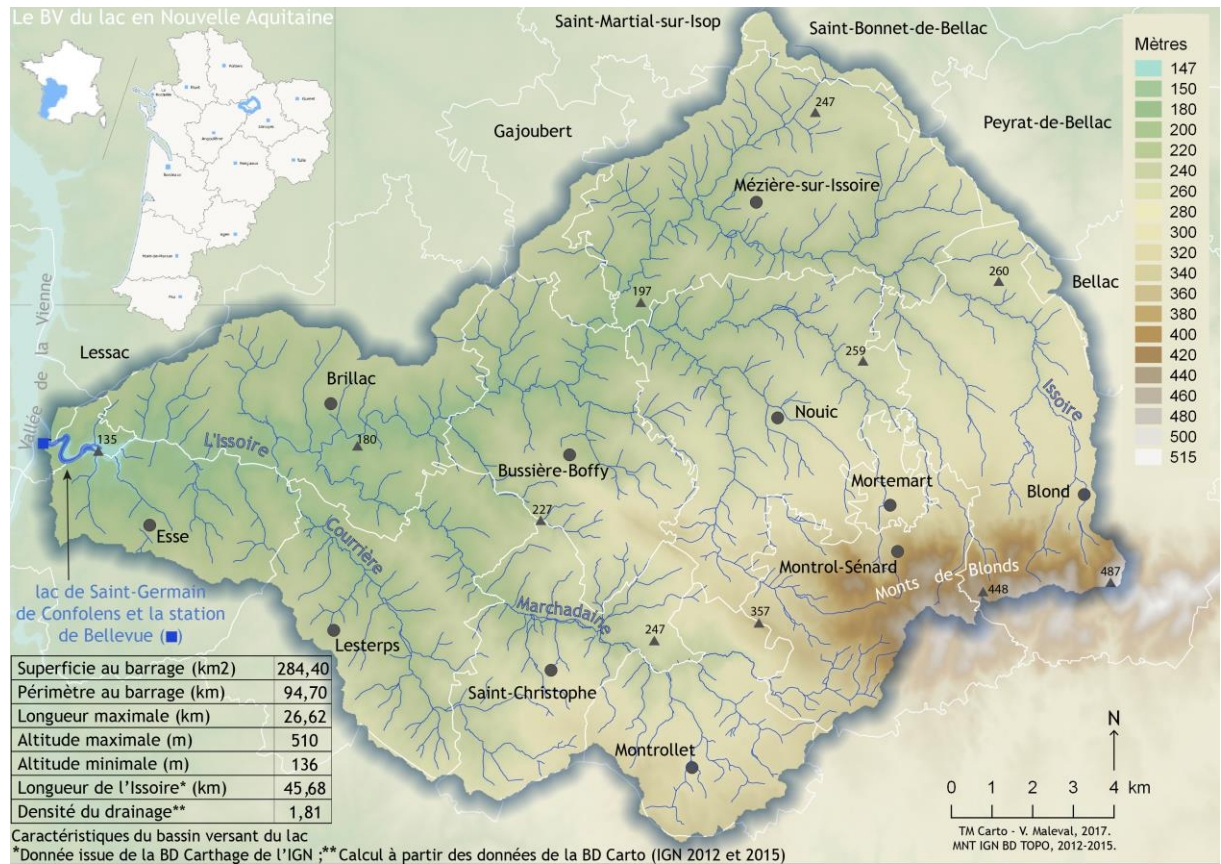 Le BV du lac en Nouvelle Aquitaine
Saint-Martial-sur-Isop
Saint-Bonnet-de-Bellac
Mètres
147
150
180
200
220
240
260
280
300
320
340
360
380
400
420
440
460
480
500
515
Gajoubert
Peyrat-de-Bellac
247
Mézière-sur-Issoire
260
Bellac
197
259
Lessac
Vallée de la Vienne
Brillac
Nouic
Issoire
L'Issoire
180
135
Bussière-Boffy
Mortemart
Blond
227
Esse
Courrière
Montrol-Sénard
Monts de Blonds
487
448
lac de Saint-Germain
de Confolens et la station
de Bellevue (■)
Marchadaine
357
247
Lesterps
Saint-Christophe
Montrollet
Superficie au barrage (km2) 284,40
Périmètre au barrage (km) 94,70
Longueur maximale (km) 26,62
Altitude maximale (m) 510
Altitude minimale (m) 136
Longueur de l'Issoire* (km) 45,68
Densité du drainage** 1,81
Caractéristiques du bassin versant du lac
*Donnée issue de la BD Carthage de l'IGN ;**Calcul à partir des données de la BD Carto (IGN 2012 et 2015)
N
0 1 2 3 4 km
TM Carto - V. Maleval, 2017.
MNT IGN BD TOPO, 2012-2015.